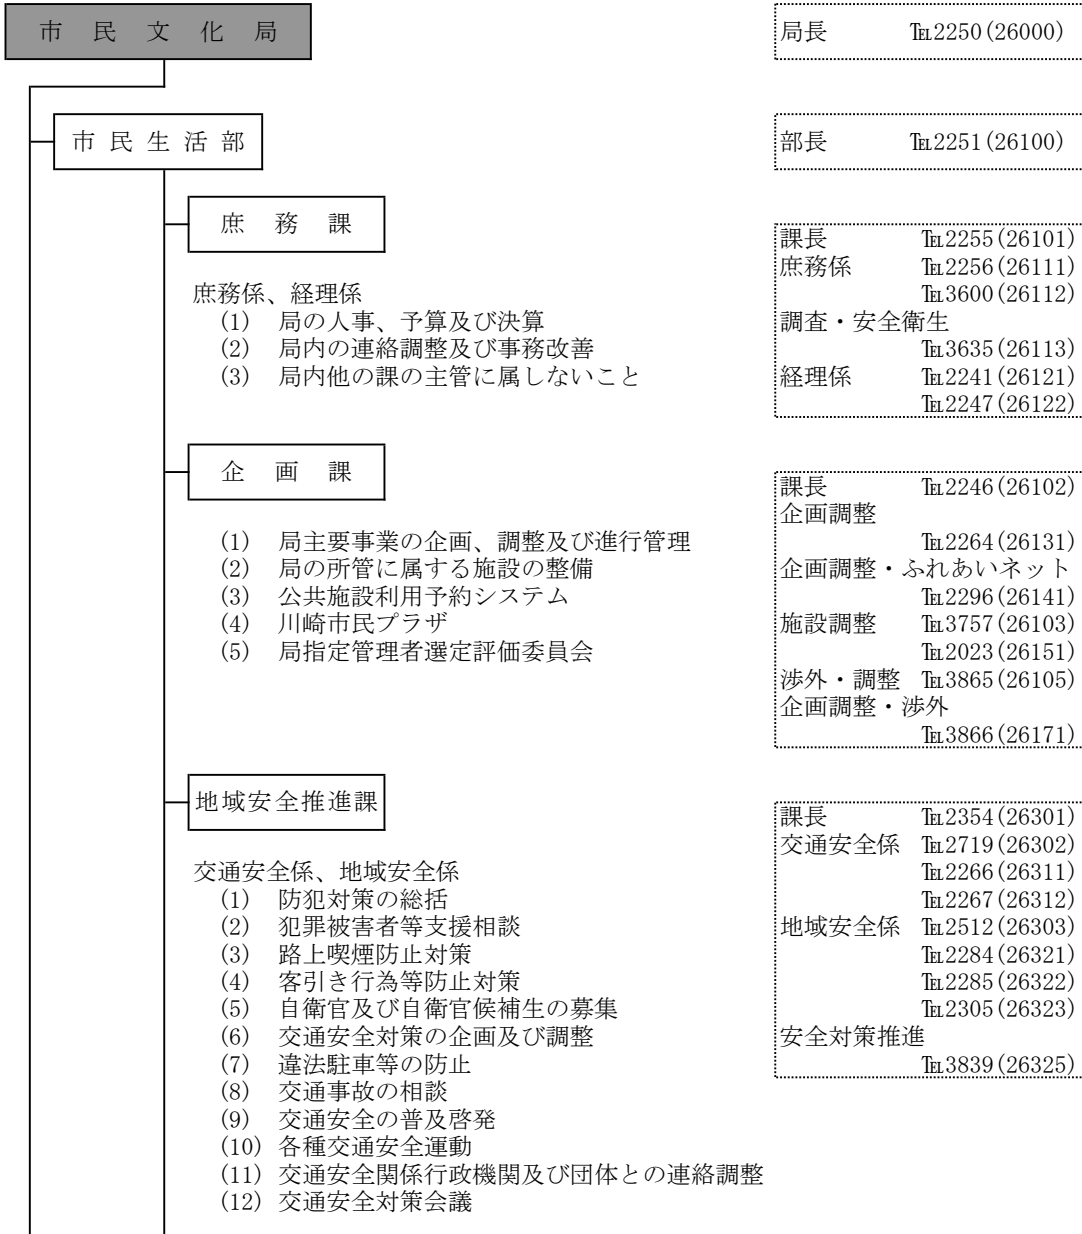 市民文化局
局長 ℡2250(26000)
市民生活部
部長 ℡2251(26100)
庶務課
庶務係、経理係
(1) 局の人事、予算及び決算
(2) 局内の連絡調整及び事務改善
(3) 局内他の課の主管に属しないこと
課長 ℡2255(26101)
庶務係 ℡2256(26111)
℡3600(26112)
調査・安全衛生
℡3635(26113)
経理係 ℡2241(26121)
℡2247(26122)
企画課
(1) 局主要事業の企画、調整及び進行管理
(2) 局の所管に属する施設の整備
(3) 公共施設利用予約システム
(4) 川崎市民プラザ
(5) 局指定管理者選定評価委員会
課長 ℡2246(26102)
企画調整
℡2264(26131)
企画調整・ふれあいネット
℡2296(26141)
施設調整 ℡3757(26103)
℡2023(26151)
渉外・調整 ℡3865(26105)
企画調整・渉外
℡3866(26171)
地域安全推進課
交通安全係、地域安全係
(1) 防犯対策の総括
(2) 犯罪被害者等支援相談
(3) 路上喫煙防止対策
(4) 客引き行為等防止対策
(5) 自衛官及び自衛官候補生の募集
(6) 交通安全対策の企画及び調整
(7) 違法駐車等の防止
(8) 交通事故の相談
(9) 交通安全の普及啓発
(10) 各種交通安全運動
(11) 交通安全関係行政機関及び団体との連絡調整
(12) 交通安全対策会議
課長 ℡2354(26301)
交通安全係 ℡2719(26302)
℡2266(26311)
℡2267(26312)
地域安全係 ℡2512(26303)
℡2284(26321)
℡2285(26322)
℡2305(26323)
安全対策推進
℡3839(26325)